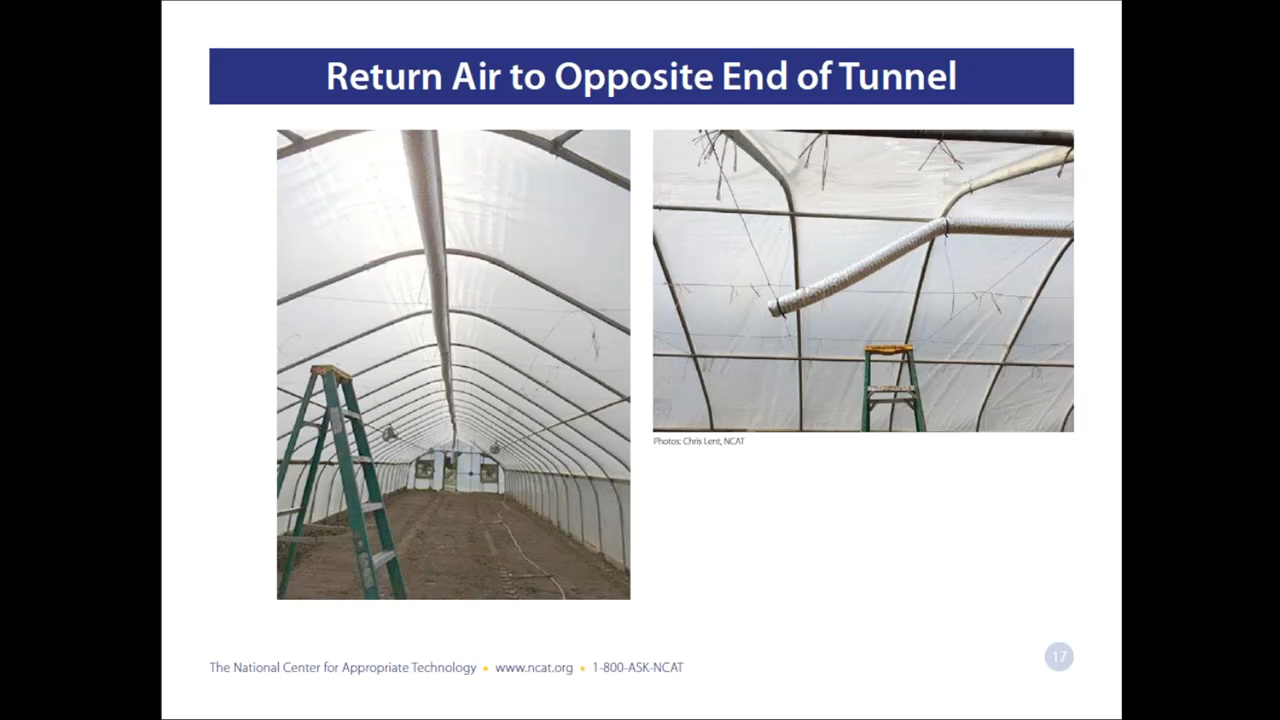 Return Air to Opposite End of Tunnel
Photos: Chris Lent, NCAT
The National Center for Appropriate Technology ▪ www.ncat.org ▪ 1-800-ASK-NCAT
17